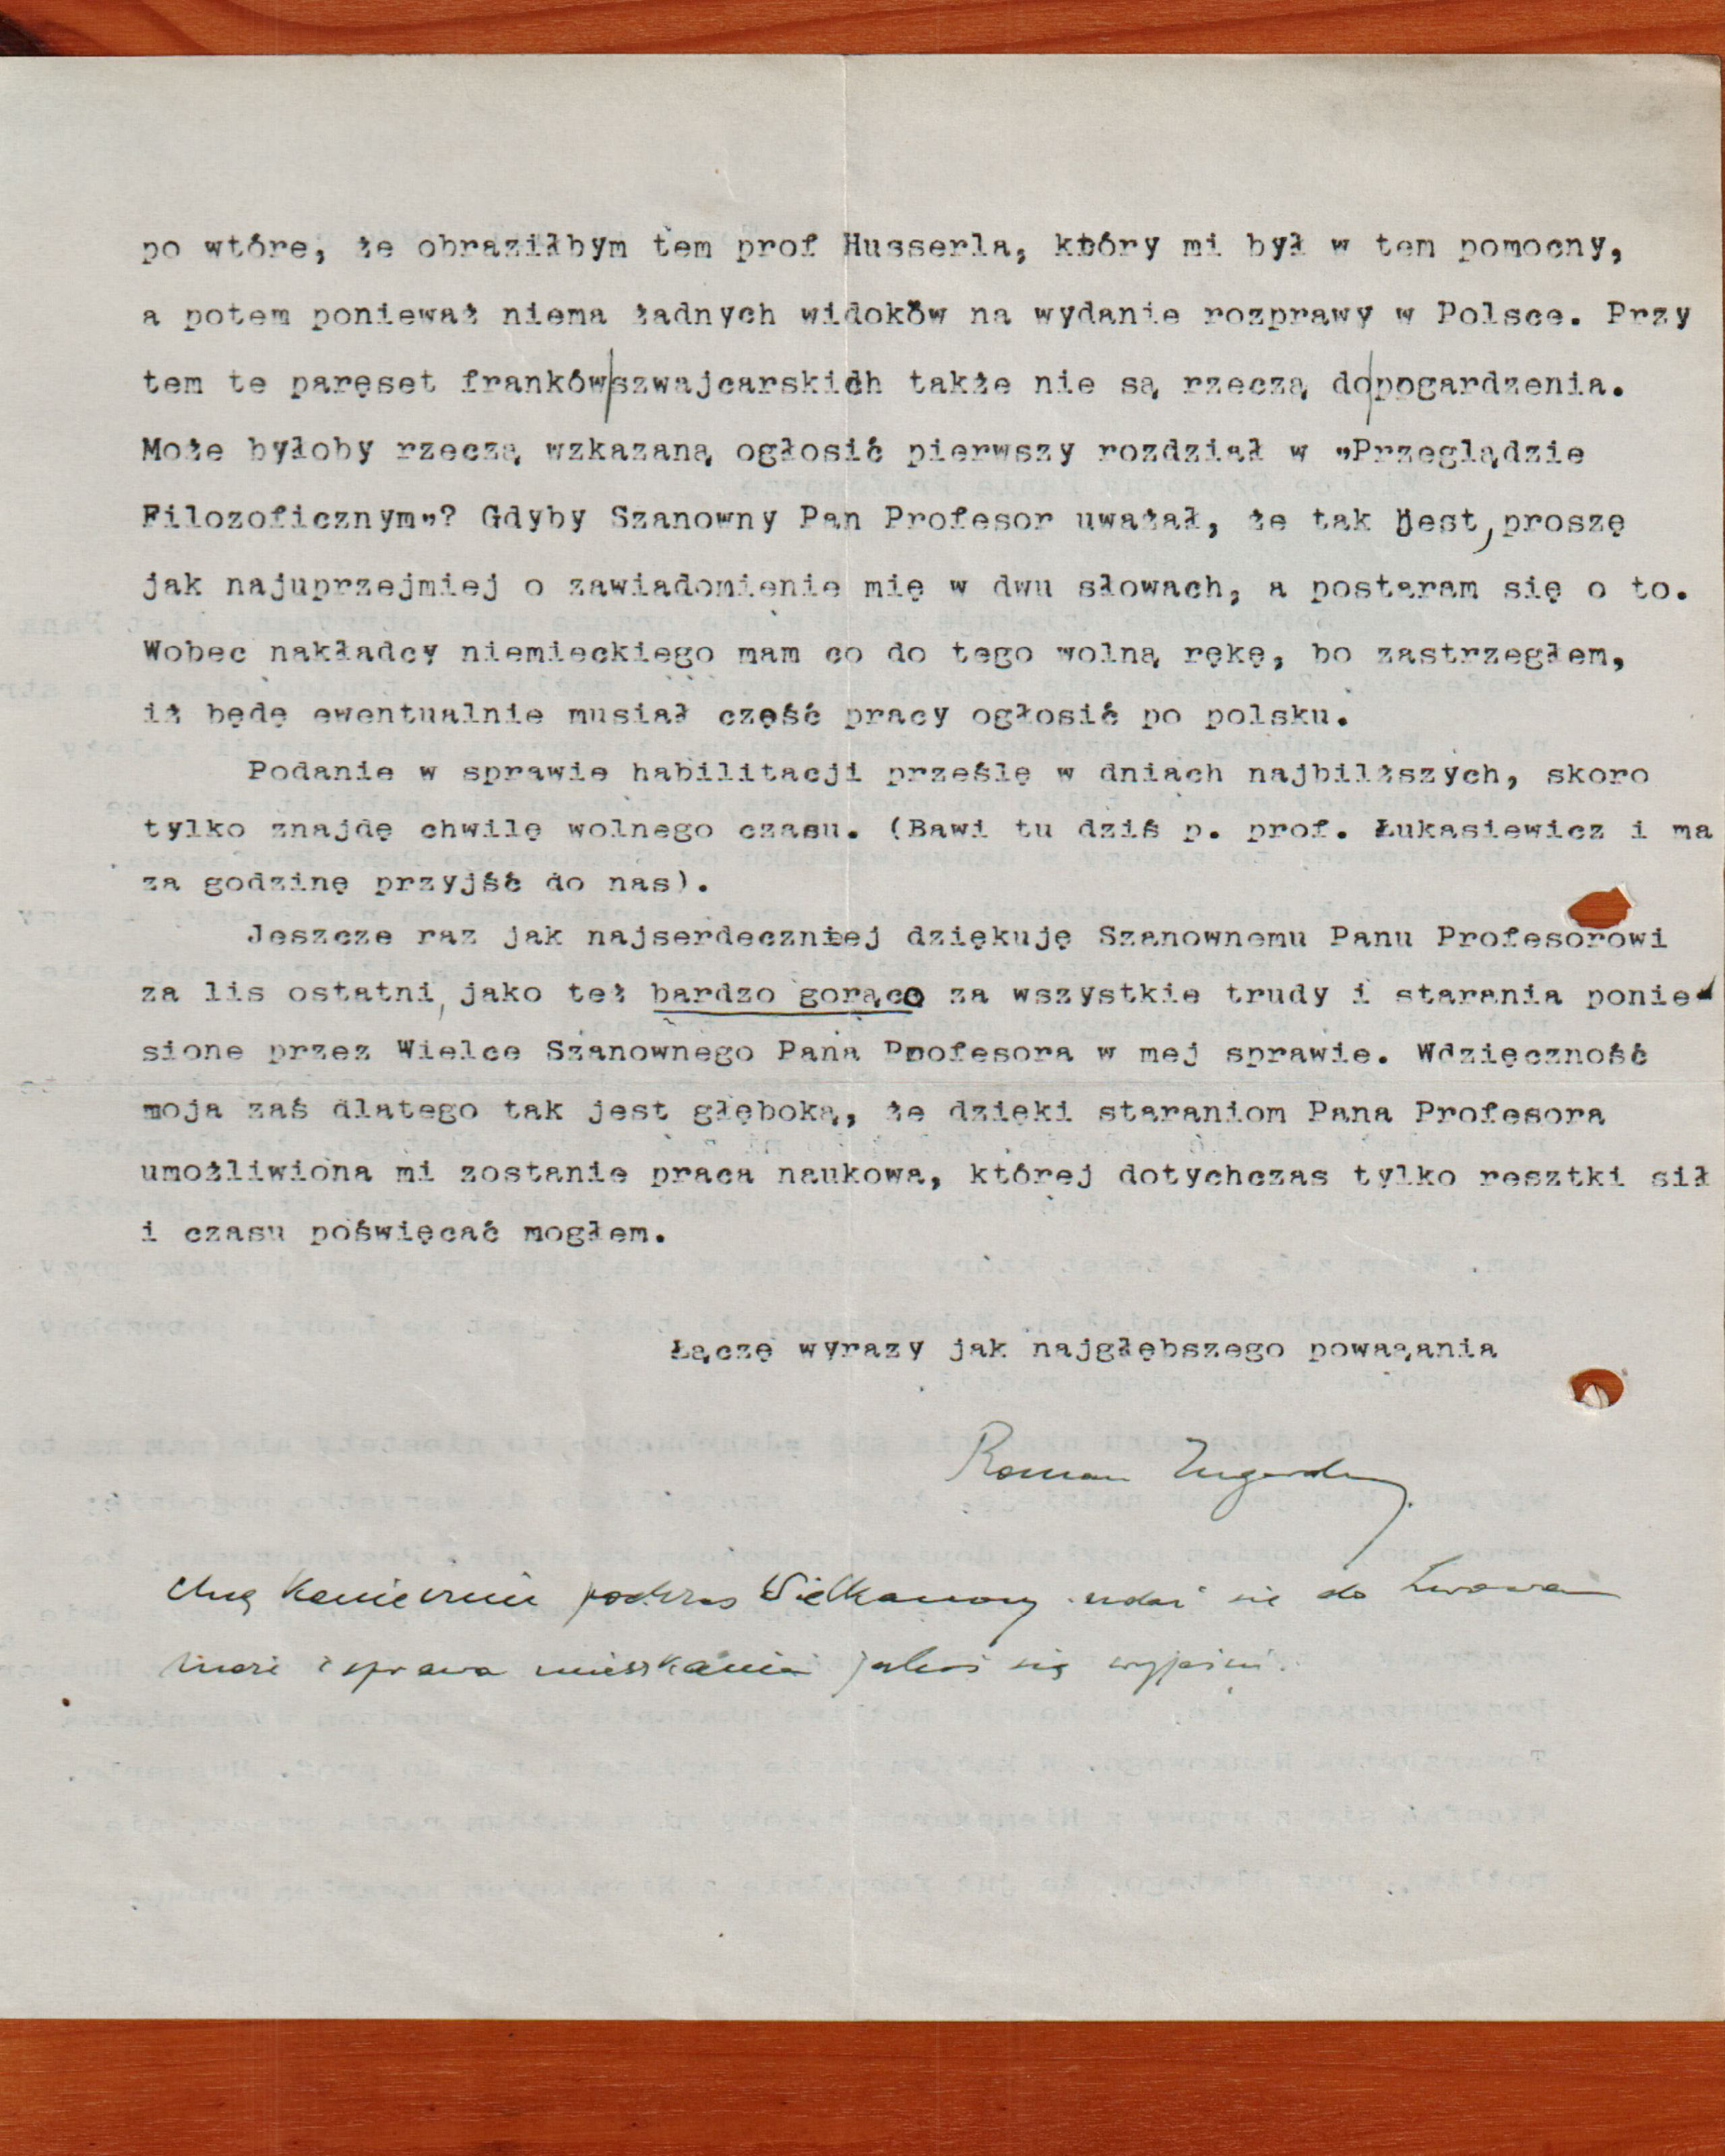 po wtóre, że obraziłbym tem prof Husserla, który mi był w tem pomocny,
a potem ponieważ niema żadnych widoków na wydanie rozprawy w Polsce. Przy
tem te paręset franków|szwajcarskich także nie są rzeczą do|pogardzenia.
Może byłoby rzeczą wzkazaną ogłosić pierwszy rozdział w "Przeglądzie
Filozoficznym"? Gdyby Szanowny Pan Profesor uważał, że tak jest, proszę
jak najuprzejmiej o zawiadomienie mię w dwu słowach, a postaram się o to.
Wobec nakładcy niemieckiego mam co do tego wolną rękę, bo zastrzegłem,
iż będę ewentualnie musiał część pracy ogłosić po polsku.
Podanie w sprawie habilitacji prześlę w dniach najbilższych, skoro
tylko znajdę chwilę wolnego czasu. (Bawi tu dziś p. prof. Łukasiewicz i ma
za godzinę przyjść do nas).
Jeszcze raz jak najserdeczniej dziękuję Szanownemu Panu Profesorowi
za lis ostatni, jako też bardzo gorąco za wszystkie trudy i starania ponie-
sione przez Wielce Szanownego Pana Profesora w mej sprawie. Wdzięczność
moja zaś dlatego tak jest głęboką, że dzięki staraniom Pana Profesora
umożliwiona mi zostanie praca naukowa, której dotychczas tylko resztki sił
i czasu poświęcać mogłem.
Łączę wyrazy jak najgłębszego powaąania
Roman Ingarden
Chcę koniecznie podczas Wielkanocy udać się do Lwowa
może i sprawa mieszkania jakoś się wyjaśni.